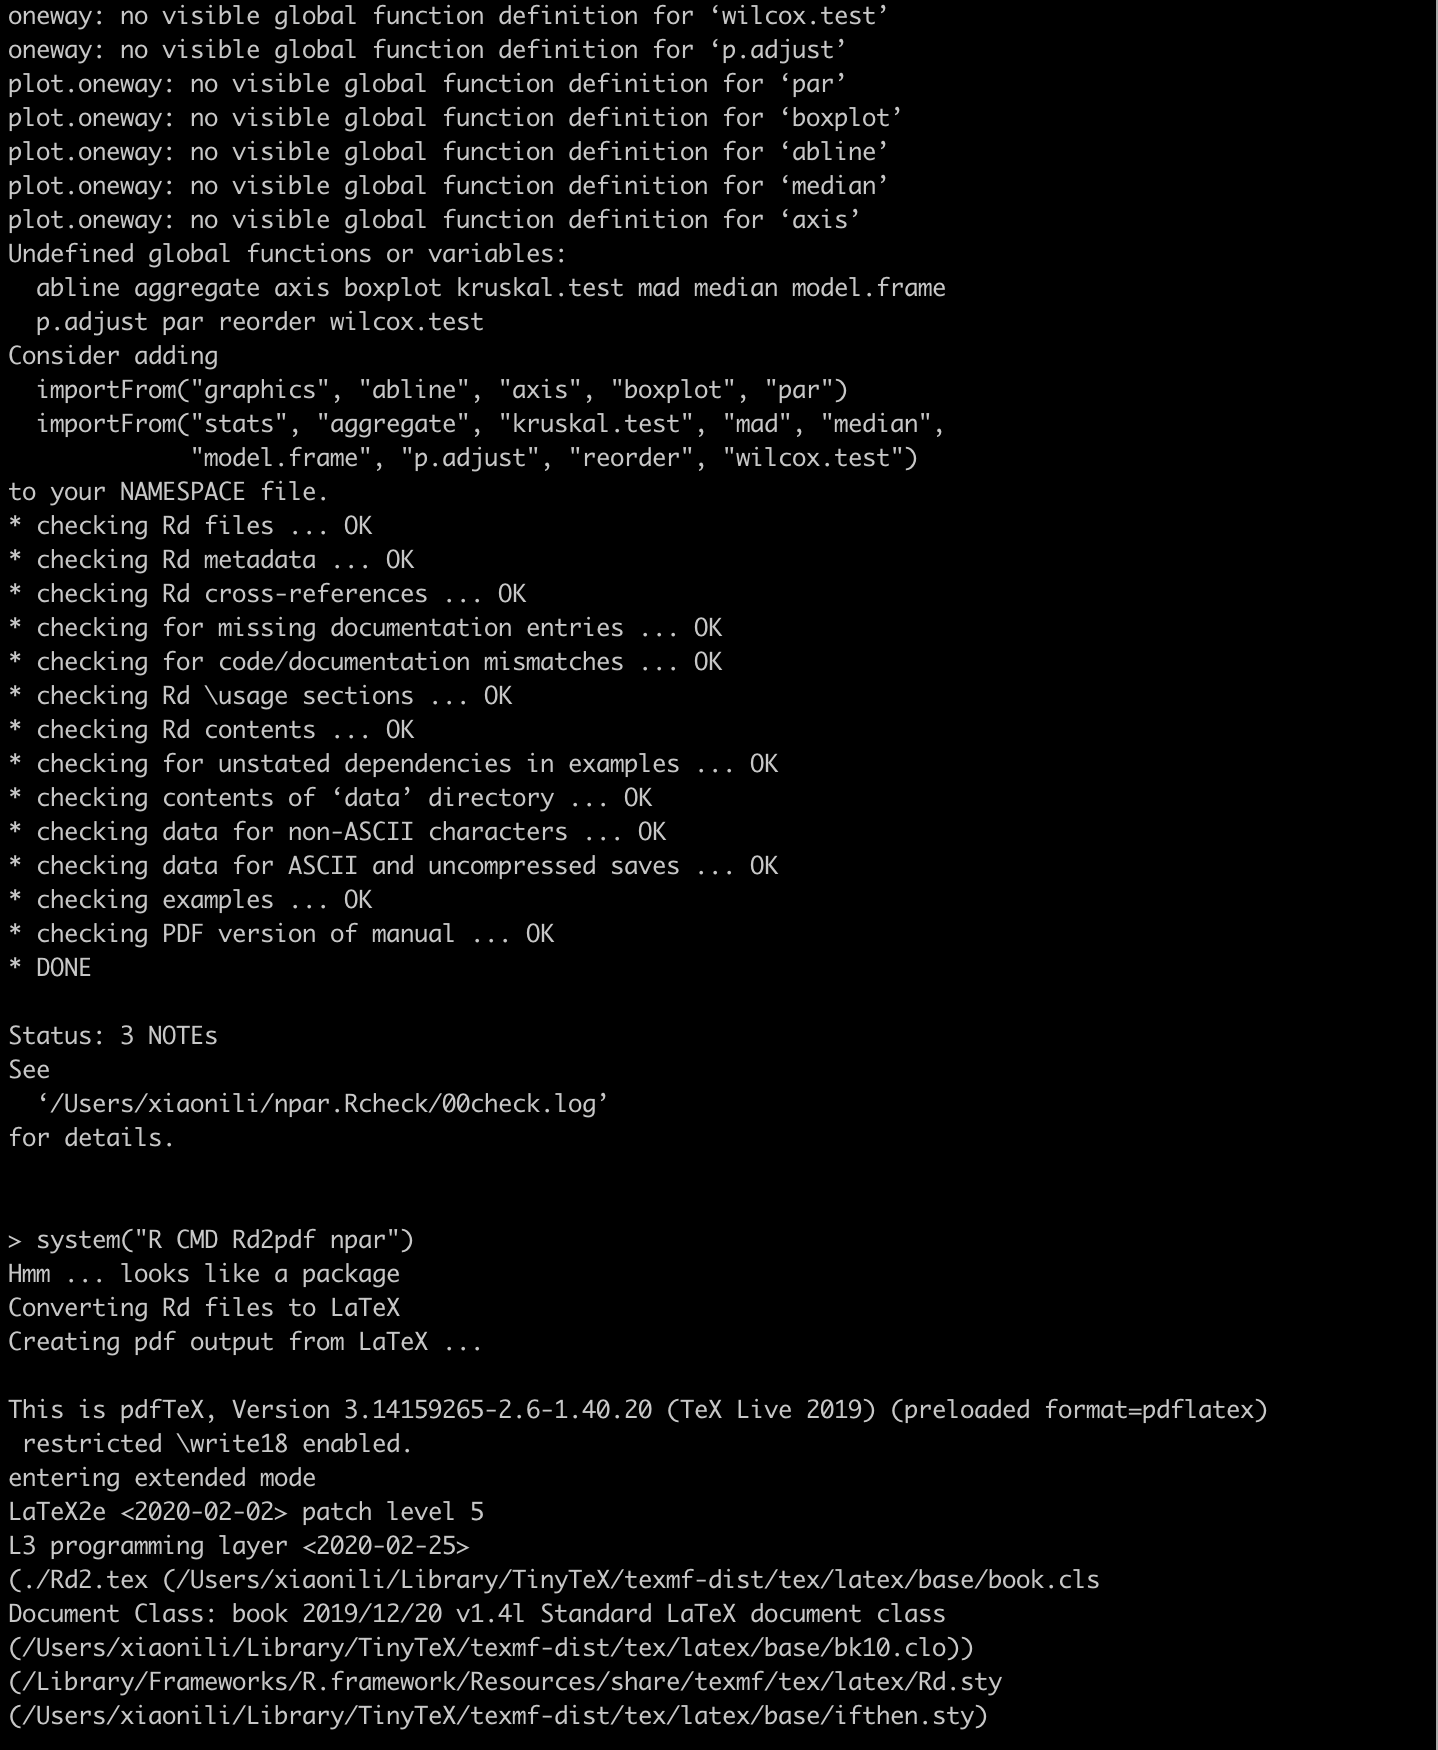 oneway: no visible global function definition for ‘wilcox.test’
oneway: no visible global function definition for ‘p.adjust’
plot.oneway: no visible global function definition for ‘par’
plot.oneway: no visible global function definition for ‘boxplot’
plot.oneway: no visible global function definition for ‘abline’
plot.oneway: no visible global function definition for ‘median’
plot.oneway: no visible global function definition for ‘axis’
Undefined global functions or variables:
  abline aggregate axis boxplot kruskal.test mad median model.frame
  p.adjust par reorder wilcox.test
Consider adding
  importFrom("graphics", "abline", "axis", "boxplot", "par")
  importFrom("stats", "aggregate", "kruskal.test", "mad", "median",
             "model.frame", "p.adjust", "reorder", "wilcox.test")
to your NAMESPACE file.
* checking Rd files ... OK
* checking Rd metadata ... OK
* checking Rd cross-references ... OK
* checking for missing documentation entries ... OK
* checking for code/documentation mismatches ... OK
* checking Rd \usage sections ... OK
* checking Rd contents ... OK
* checking for unstated dependencies in examples ... OK
* checking contents of ‘data’ directory ... OK
* checking data for non-ASCII characters ... OK
* checking data for ASCII and uncompressed saves ... OK
* checking examples ... OK
* checking PDF version of manual ... OK
* DONE

Status: 3 NOTEs
See
  ‘/Users/xiaonili/npar.Rcheck/00check.log’
for details.


> system("R CMD Rd2pdf npar")
Hmm ... looks like a package
Converting Rd files to LaTeX
Creating pdf output from LaTeX ...

This is pdfTeX, Version 3.14159265-2.6-1.40.20 (TeX Live 2019) (preloaded format=pdflatex)
 restricted \write18 enabled.
entering extended mode
LaTeX2e <2020-02-02> patch level 5
L3 programming layer <2020-02-25>
(./Rd2.tex (/Users/xiaonili/Library/TinyTeX/texmf-dist/tex/latex/base/book.cls
Document Class: book 2019/12/20 v1.4l Standard LaTeX document class
(/Users/xiaonili/Library/TinyTeX/texmf-dist/tex/latex/base/bk10.clo))
(/Library/Frameworks/R.framework/Resources/share/texmf/tex/latex/Rd.sty
(/Users/xiaonili/Library/TinyTeX/texmf-dist/tex/latex/base/ifthen.sty)